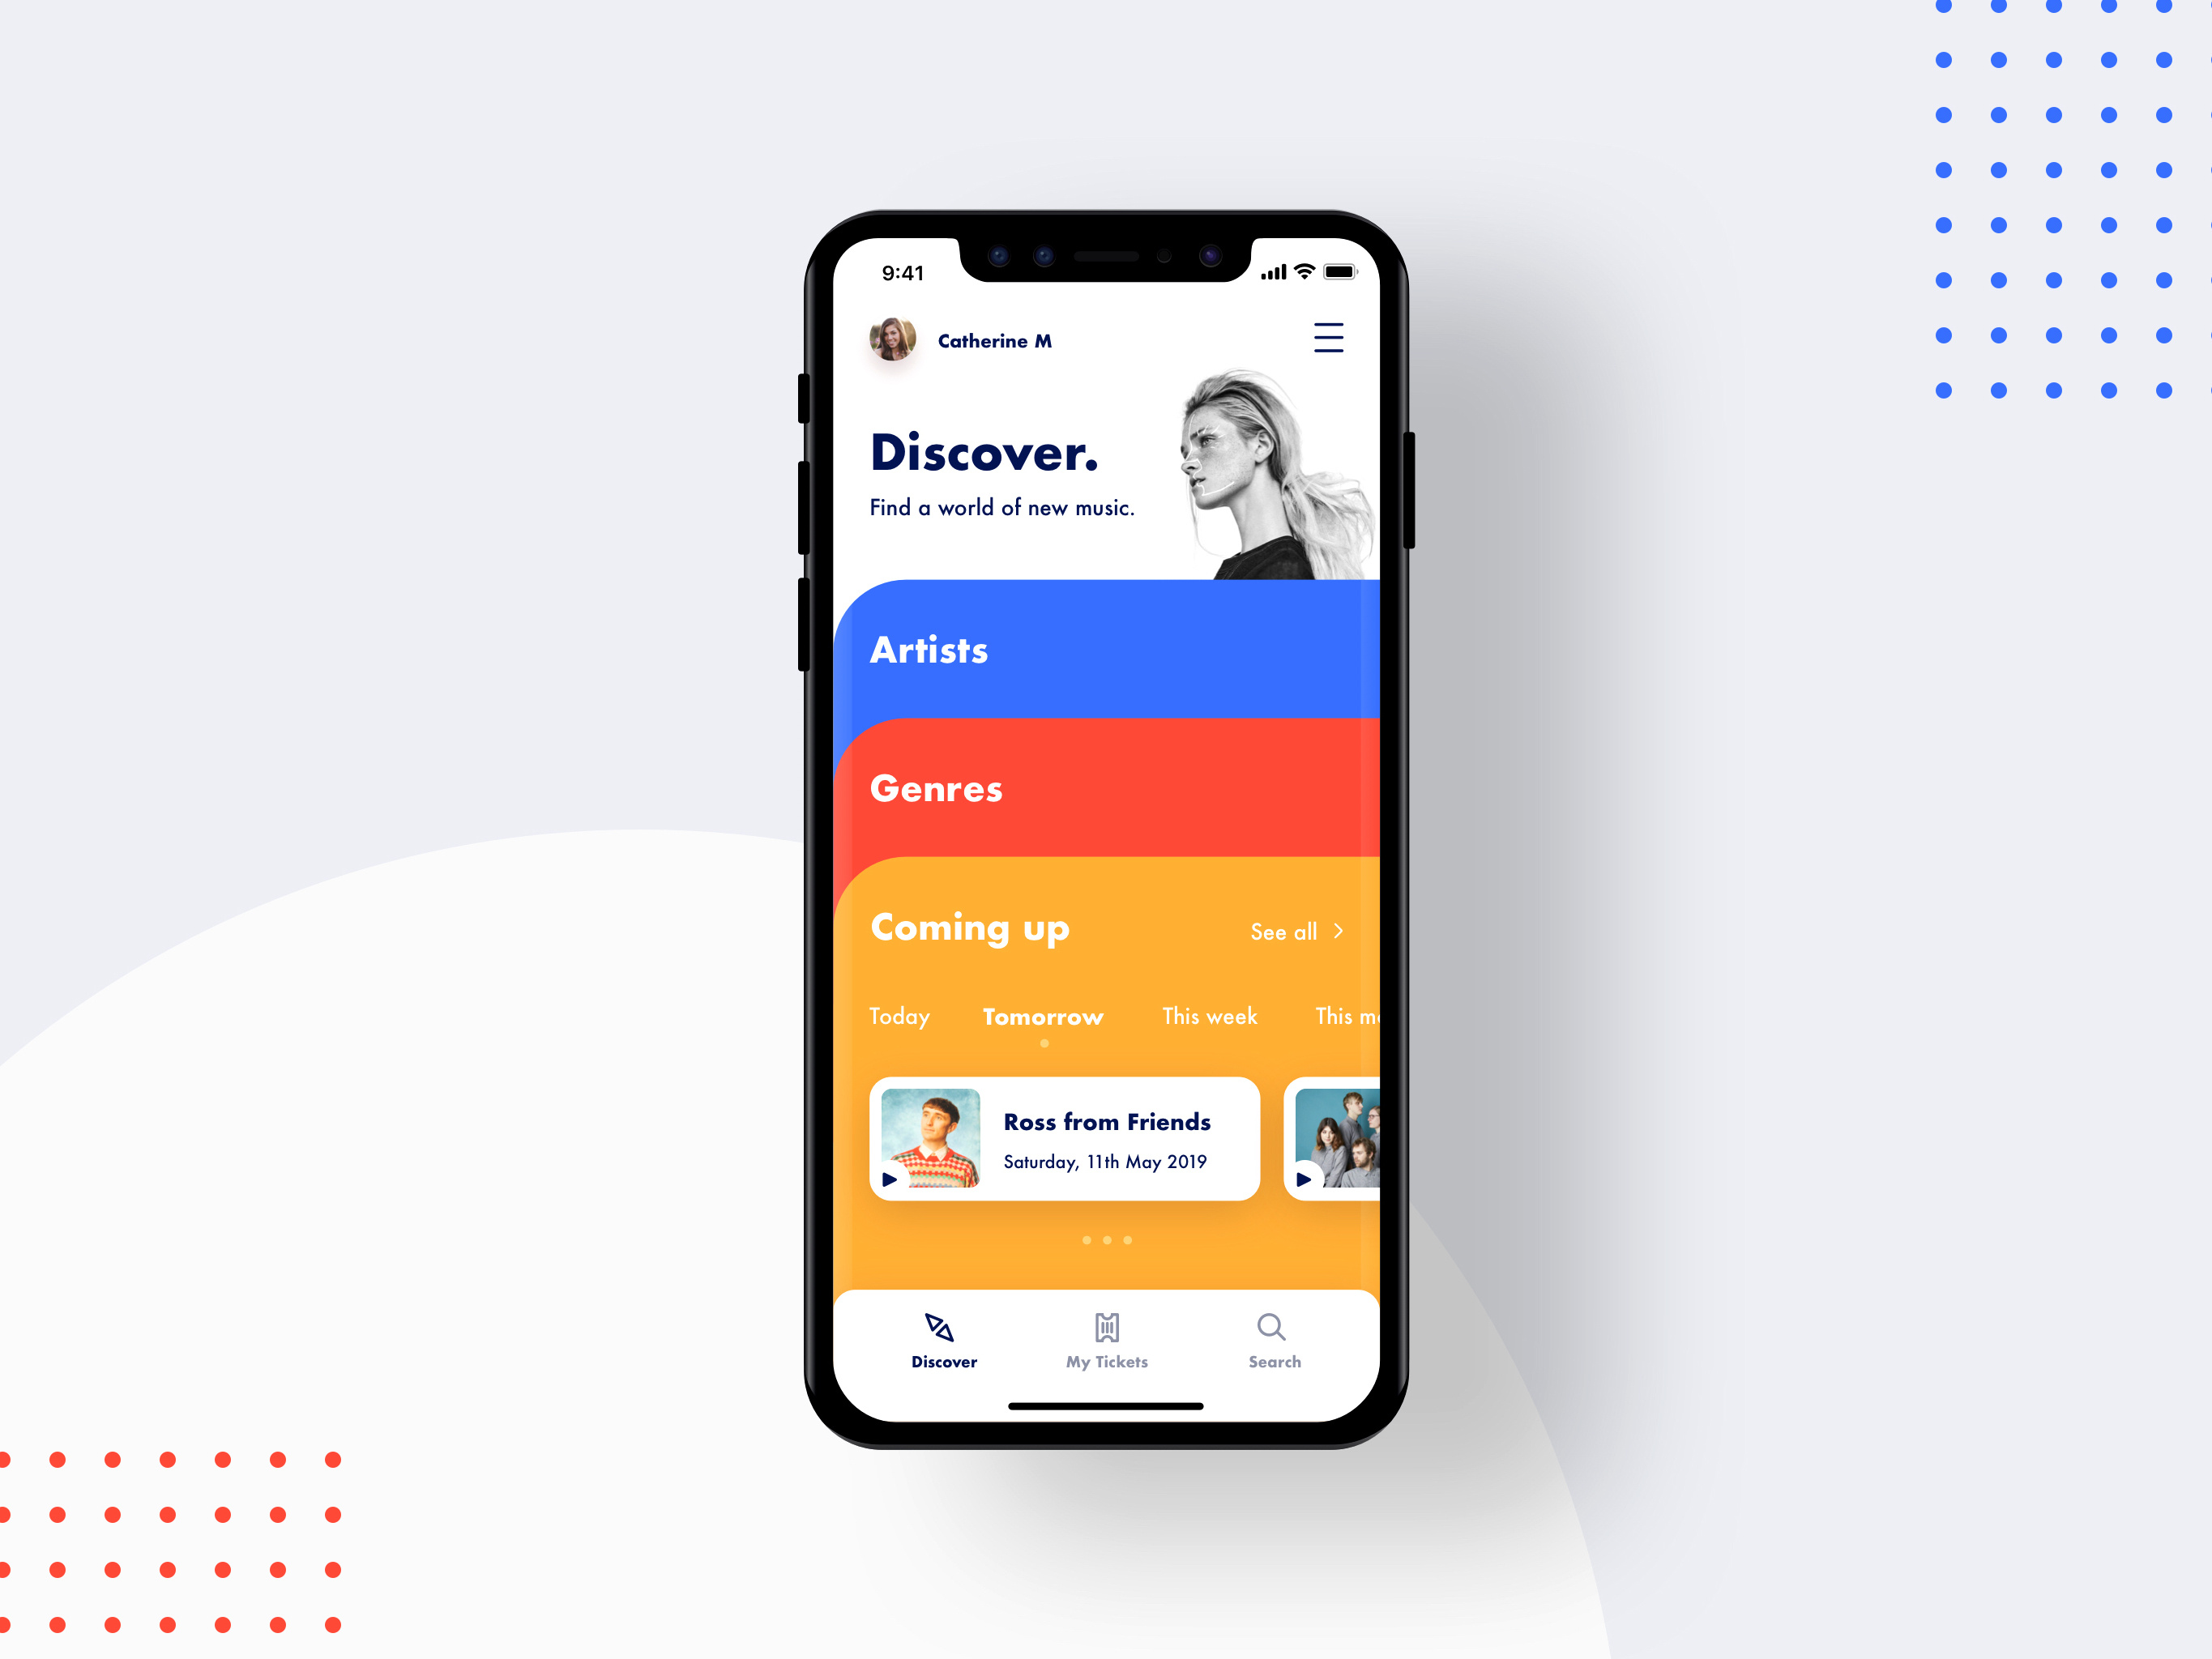 9:41
Catherine M
Discover.
Find a world of new music.
Artists
Genres
Coming up
See all
Today
Tomorrow
This week
This
Ross from Friends
Saturday, 11th May 2019
Discover
My Tickets
Search